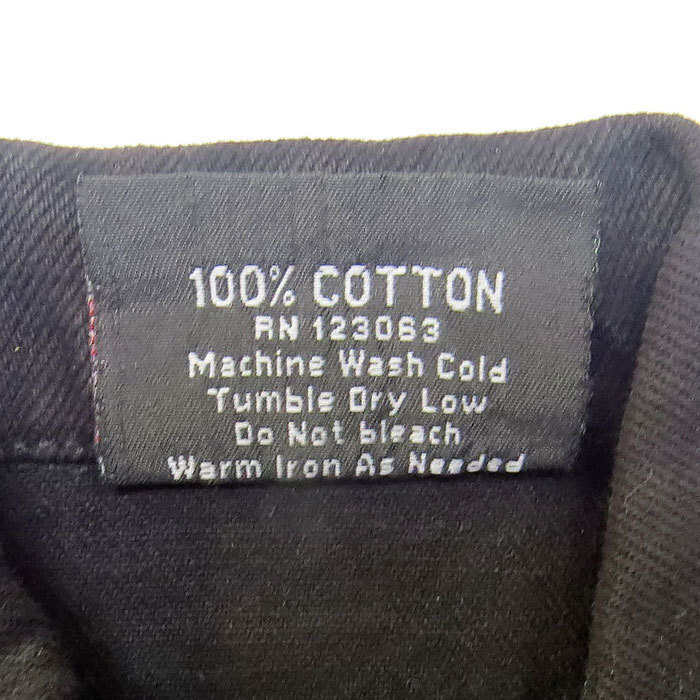 100% COTTON
RN 123063
Machine Wash Cold
Tumble Dry Low
Do Not bleach
Warm Iron As Needed